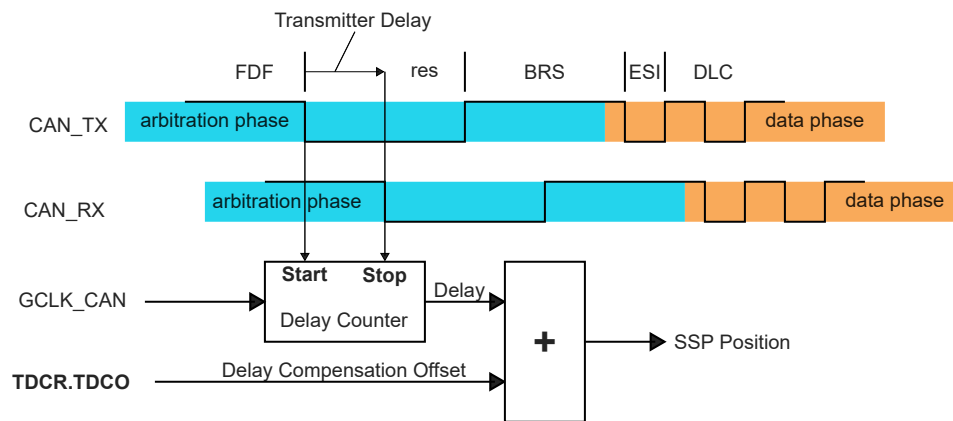 Transmitter Delay
FDF
res
BRS
ESI
DLC
CAN_TX
arbitration phase
data phase
CAN_RX
arbitration phase
data phase
Start
Stop
GCLK_CAN
Delay Counter
Delay
+
SSP Position
TDCR.TDCO
Delay Compensation Offset